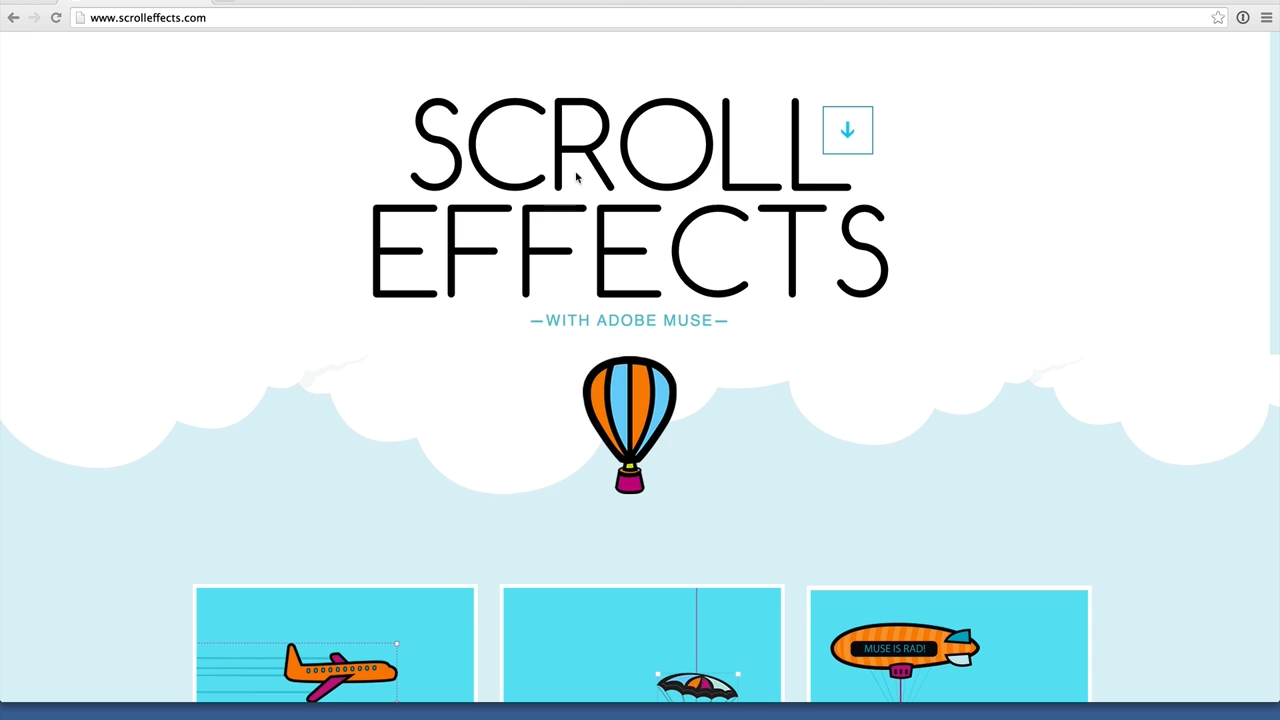 www.scrolleffects.com
SCROLL
EFFECTS
—WITH ADOBE MUSE—
MUSE IS RAD!